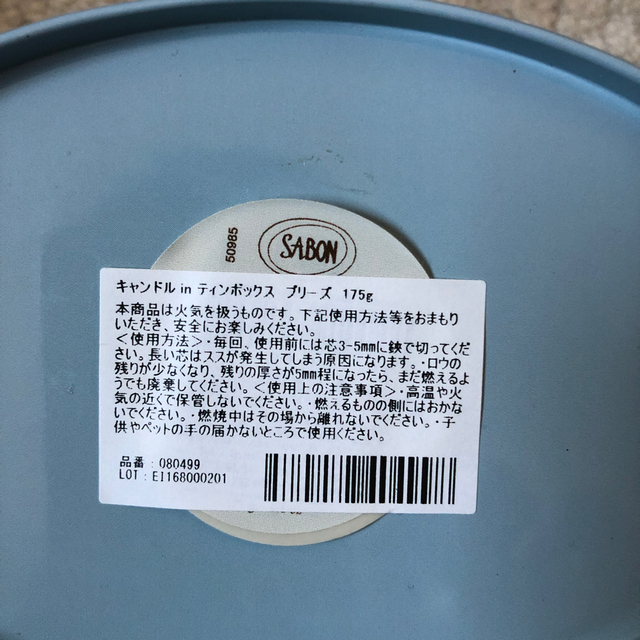 50985
SABON
キャンドル in ティンボックス ブリーズ 175g
本商品は火気を扱うものです。下記使用方法等をおまもり
いただき、安全にお楽しみください。
＜使用方法＞・毎回、使用前には芯3-5mmに鋏で切ってくだ
さい。長い芯はススが発生してしまう原因になります。・ロウの
残りが少なくなり、残りの厚さが5mm程になったら、まだ燃えるよ
うでも廃棄してください。＜使用上の注意事項＞・高温や火
気の近くで保管しないでください。・燃えるものの側にはおかな
いでください。・燃焼中はその場から離れないでください。・子
供やペットの手の届かないところで使用ください。
品番：080499
LOT：E1168000201